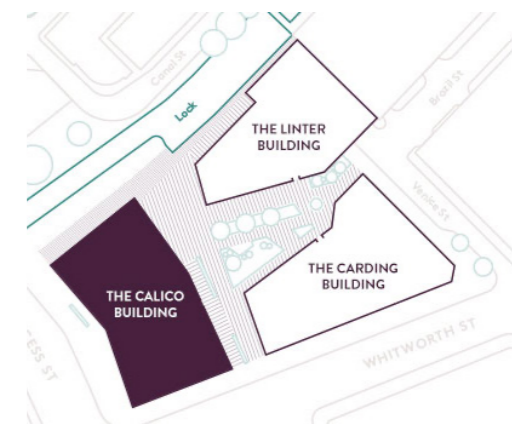 Canal St
Lock
Brazil St
THE LINTER
BUILDING
Venice St
THE CARDING
BUILDING
THE CALICO
BUILDING
CESS ST
WHITWORTH ST